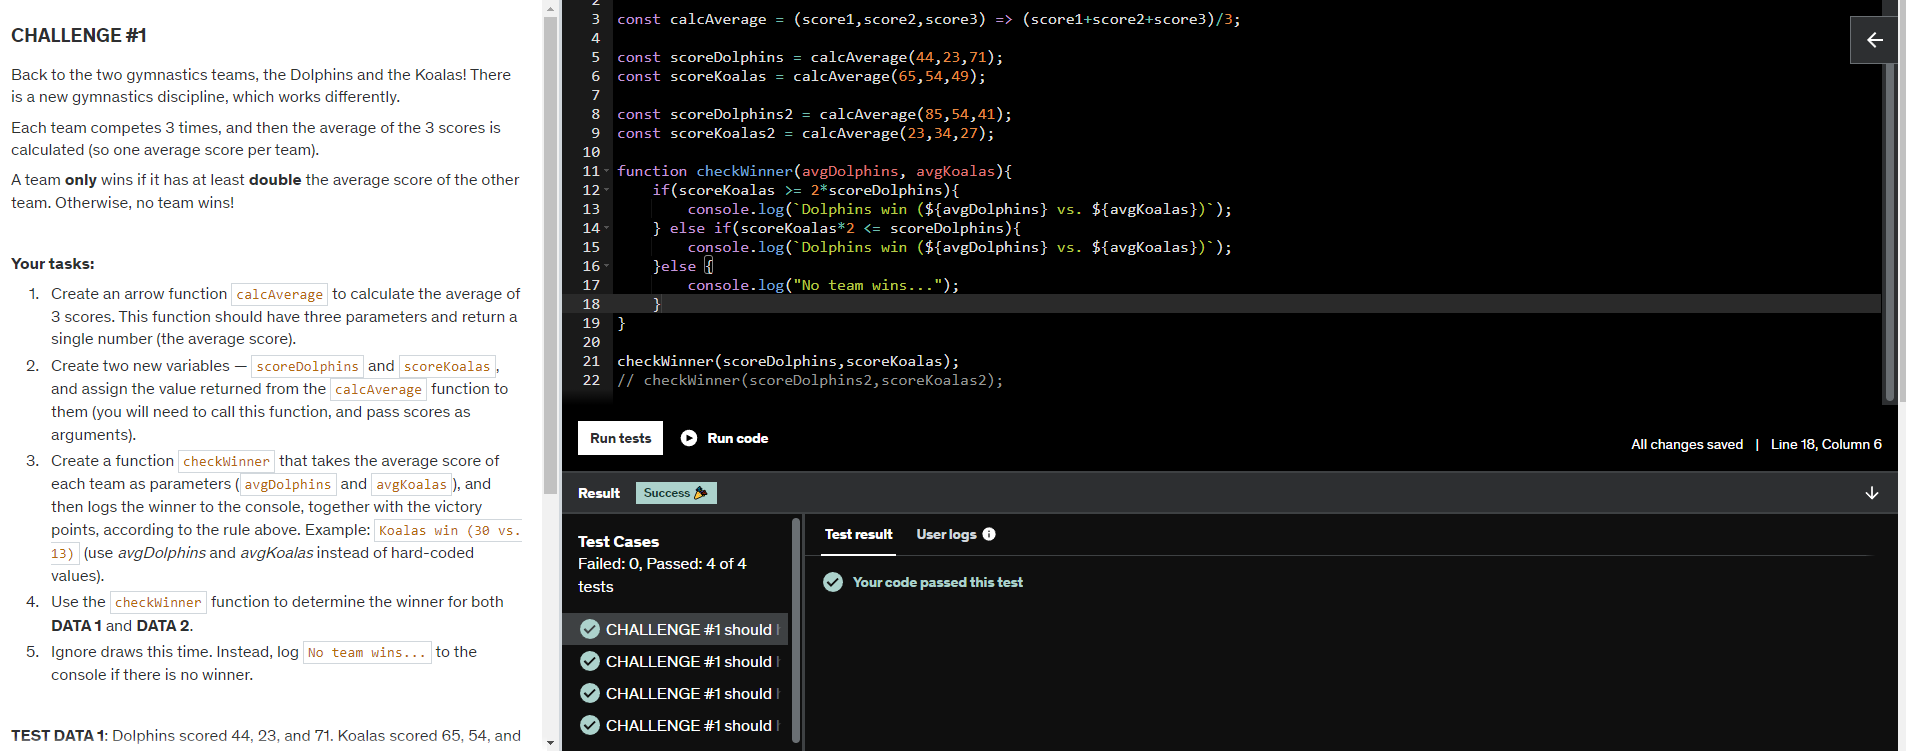 CHALLENGE #1
Back to the two gymnastics teams, the Dolphins and the Koalas! There
is a new gymnastics discipline, which works differently.
Each team competes 3 times, and then the average of the 3 scores is
calculated (so one average score per team).
A team only wins if it has at least double the average score of the other
team. Otherwise, no team wins!
Your tasks:
1. Create an arrow function calcAverage to calculate the average of
3 scores. This function should have three parameters and return a
single number (the average score).
2. Create two new variables — scoreDolphins and scoreKoalas,
and assign the value returned from the calcAverage function to
them (you will need to call this function, and pass scores as
arguments).
3. Create a function checkWinner that takes the average score of
each team as parameters (avgDolphins and avgKoalas), and
then logs the winner to the console, together with the victory
points, according to the rule above. Example: Koalas win (30 vs.
13) (use avgDolphins and avgKoalas instead of hard-coded
values).
4. Use the checkWinner function to determine the winner for both
DATA 1 and DATA 2.
5. Ignore draws this time. Instead, log No team wins... to the
console if there is no winner.
TEST DATA 1: Dolphins scored 44, 23, and 71. Koalas scored 65, 54, and
2
3 const calcAverage = (score1,score2,score3) => (score1+score2+score3)/3;
4
5 const scoreDolphins = calcAverage(44,23,71);
6 const scoreKoalas = calcAverage(65,54,49);
7
8 const scoreDolphins2 = calcAverage(85,54,41);
9 const scoreKoalas2 = calcAverage(23,34,27);
10
11 function checkWinner(avgDolphins, avgKoalas){
12 if(scoreKoalas >= 2*scoreDolphins){
13 console.log(`Dolphins win (${avgDolphins} vs. ${avgKoalas})`);
14 } else if(scoreKoalas*2 <= scoreDolphins){
15 console.log(`Dolphins win (${avgDolphins} vs. ${avgKoalas})`);
16 }else {
17 console.log("No team wins...");
18 }
19 }
20
21 checkWinner(scoreDolphins,scoreKoalas);
22 // checkWinner(scoreDolphins2,scoreKoalas2);
Run tests Run code
All changes saved | Line 18, Column 6
Result Success
Test Cases
Failed: 0, Passed: 4 of 4
tests
CHALLENGE #1 should
CHALLENGE #1 should
CHALLENGE #1 should
CHALLENGE #1 should
Test result User logs
Your code passed this test